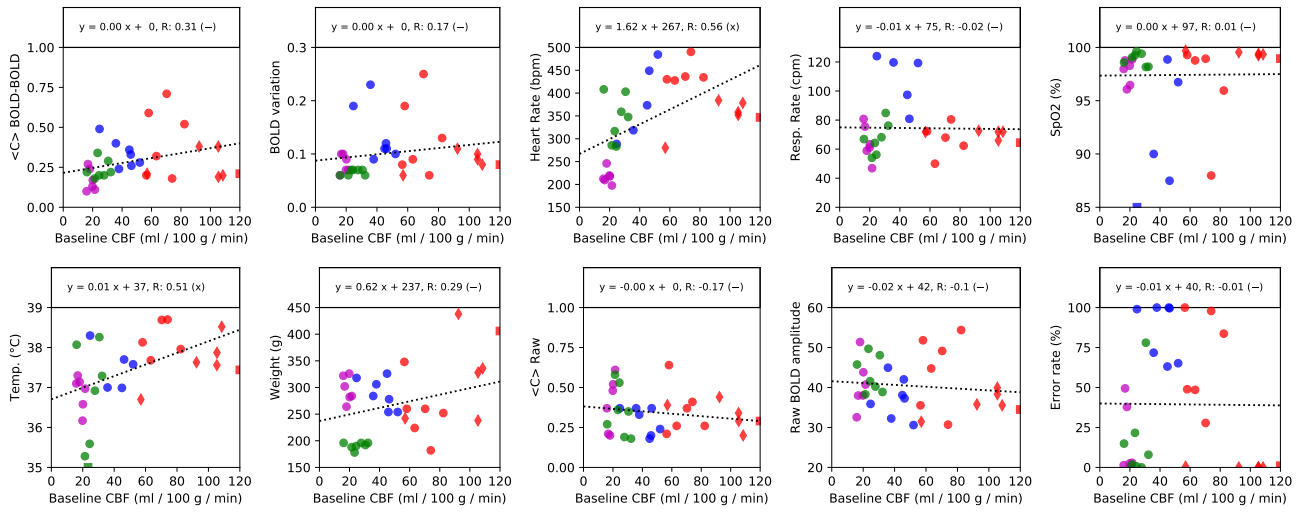 y = 0.00 x + 0, R: 0.31 (−)
1.00
0.75
0.50
0.25
0.00
<C> BOLD-BOLD
0 20 40 60 80 100 120
Baseline CBF (ml / 100 g / min)
y = 0.00 x + 0, R: 0.17 (−)
0.3
0.2
0.1
0.0
BOLD variation
0 20 40 60 80 100 120
Baseline CBF (ml / 100 g / min)
y = 1.62 x + 267, R: 0.56 (x)
500
450
400
350
300
250
200
150
Heart Rate (bpm)
0 20 40 60 80 100 120
Baseline CBF (ml / 100 g / min)
y = -0.01 x + 75, R: -0.02 (−)
120
100
80
60
40
20
Resp. Rate (cpm)
0 20 40 60 80 100 120
Baseline CBF (ml / 100 g / min)
y = 0.00 x + 97, R: 0.01 (−)
100
95
90
85
SpO2 (%)
0 20 40 60 80 100 120
Baseline CBF (ml / 100 g / min)
y = 0.01 x + 37, R: 0.51 (x)
39
38
37
36
35
Temp. (°C)
0 20 40 60 80 100 120
Baseline CBF (ml / 100 g / min)
y = 0.62 x + 237, R: 0.29 (−)
450
400
350
300
250
200
150
Weight (g)
0 20 40 60 80 100 120
Baseline CBF (ml / 100 g / min)
y = -0.00 x + 0, R: -0.17 (−)
1.00
0.75
0.50
0.25
0.00
<C> Raw
0 20 40 60 80 100 120
Baseline CBF (ml / 100 g / min)
y = -0.02 x + 42, R: -0.1 (−)
60
50
40
30
20
Raw BOLD amplitude
0 20 40 60 80 100 120
Baseline CBF (ml / 100 g / min)
y = -0.01 x + 40, R: -0.01 (−)
100
80
60
40
20
0
Error rate (%)
0 20 40 60 80 100 120
Baseline CBF (ml / 100 g / min)